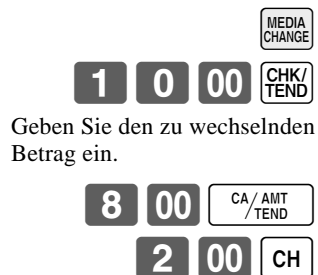 MEDIA
CHANGE
1 0 00 CHK/
TEND
Geben Sie den zu wechselnden
Betrag ein.
8 00 CA/AMT
/TEND
2 00 CH